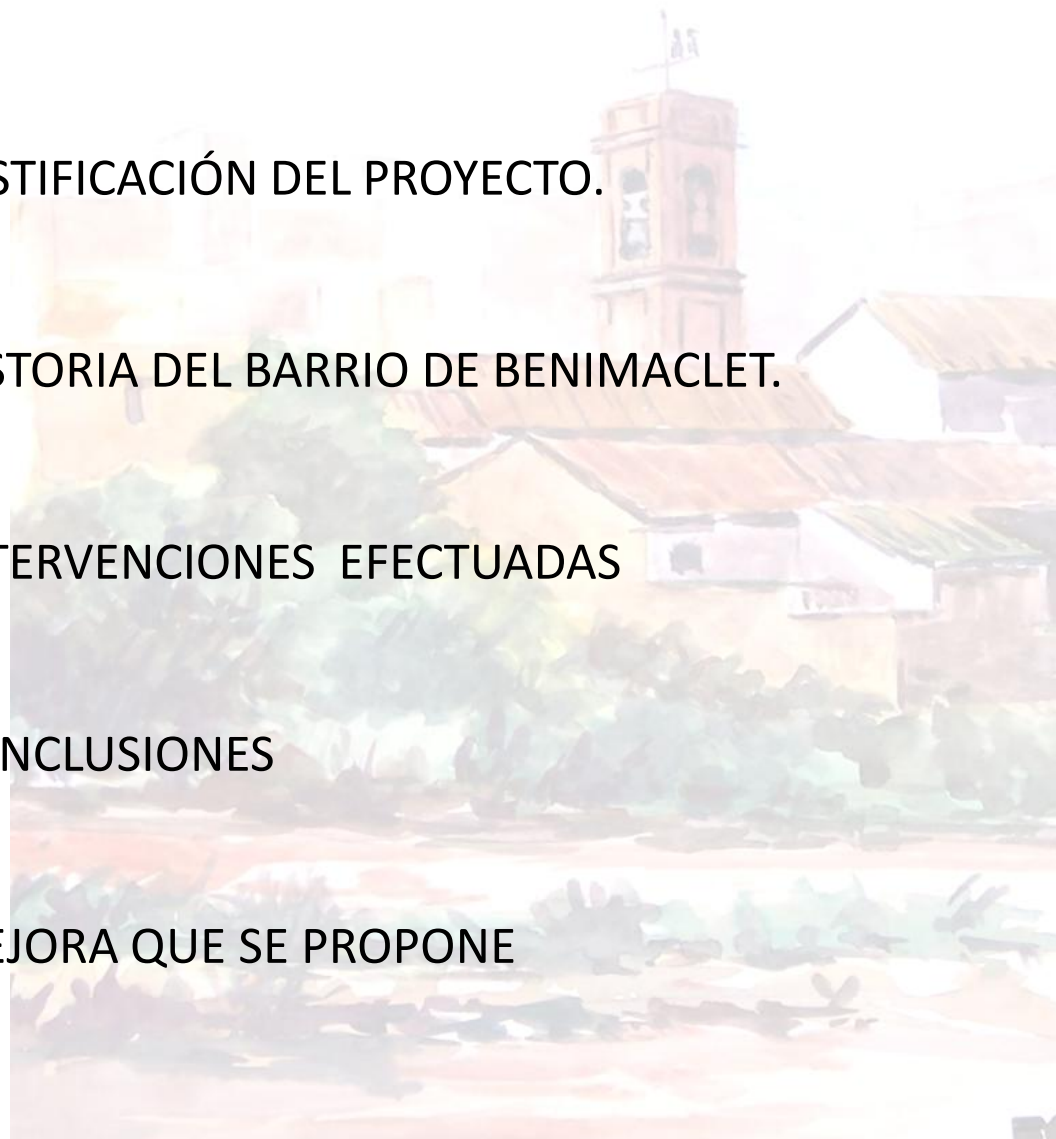 STIFICACIÓN DEL PROYECTO.
STORIA DEL BARRIO DE BENIMACLET.
TERVENCIONES EFECTUADAS
NCLUSIONES
EJORA QUE SE PROPONE